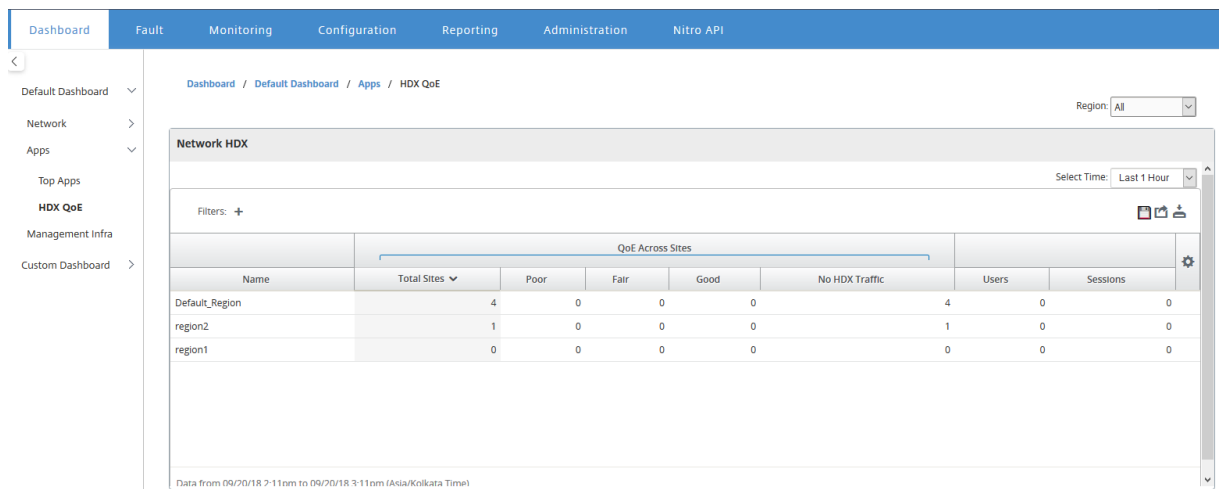 Dashboard Fault Monitoring Configuration Reporting Administration Nitro API
Default Dashboard
Network
Apps
Top Apps
HDX QoE
Management Infra
Custom Dashboard
Dashboard / Default Dashboard / Apps / HDX QoE
Region: All
Network HDX
Select Time: Last 1 Hour
Filters: +
QoE Across Sites
Name Total Sites Poor Fair Good No HDX Traffic Users Sessions
Default_Region 4 0 0 0 4 0 0
region2 1 0 0 0 1 0 0
region1 0 0 0 0 0 0 0
Data from 09/20/18 2:11pm to 09/20/18 3:11pm (Asia/Kolkata Time)